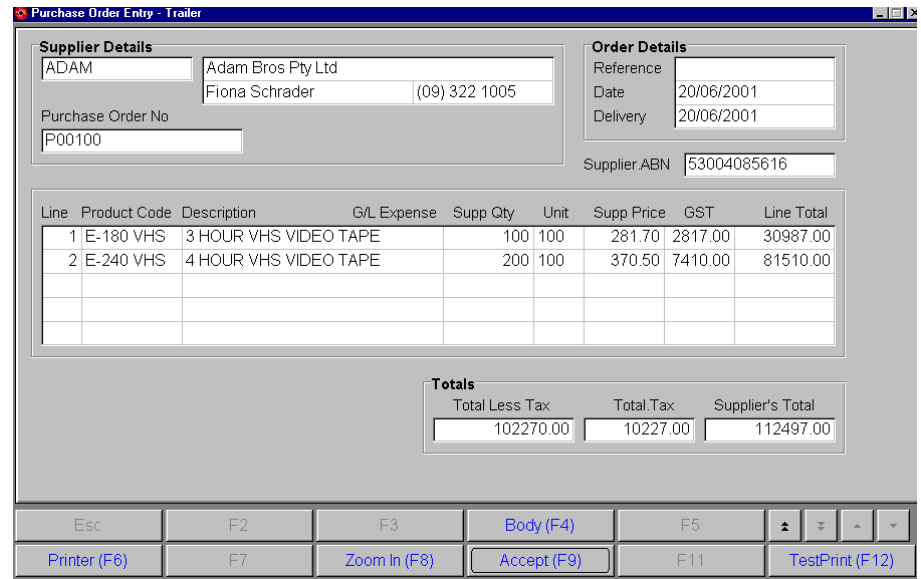 Purchase Order Entry - Trailer
Supplier Details
ADAM Adam Bros Pty Ltd
Fiona Schrader (09) 322 1005
Purchase Order No
P00100
Order Details
Reference
Date 20/06/2001
Delivery 20/06/2001
Supplier.ABN 53004085616
Line Product Code Description G/L Expense Supp Qty Unit Supp Price GST Line Total
1 E-180 VHS 3 HOUR VHS VIDEO TAPE 100 100 281.70 2817.00 30987.00
2 E-240 VHS 4 HOUR VHS VIDEO TAPE 200 100 370.50 7410.00 81510.00
Totals
Total Less Tax Total.Tax Supplier's Total
102270.00 10227.00 112497.00
Esc F2 F3 Body (F4) F5
Printer (F6) F7 Zoom In (F8) Accept (F9) F11 TestPrint (F12)